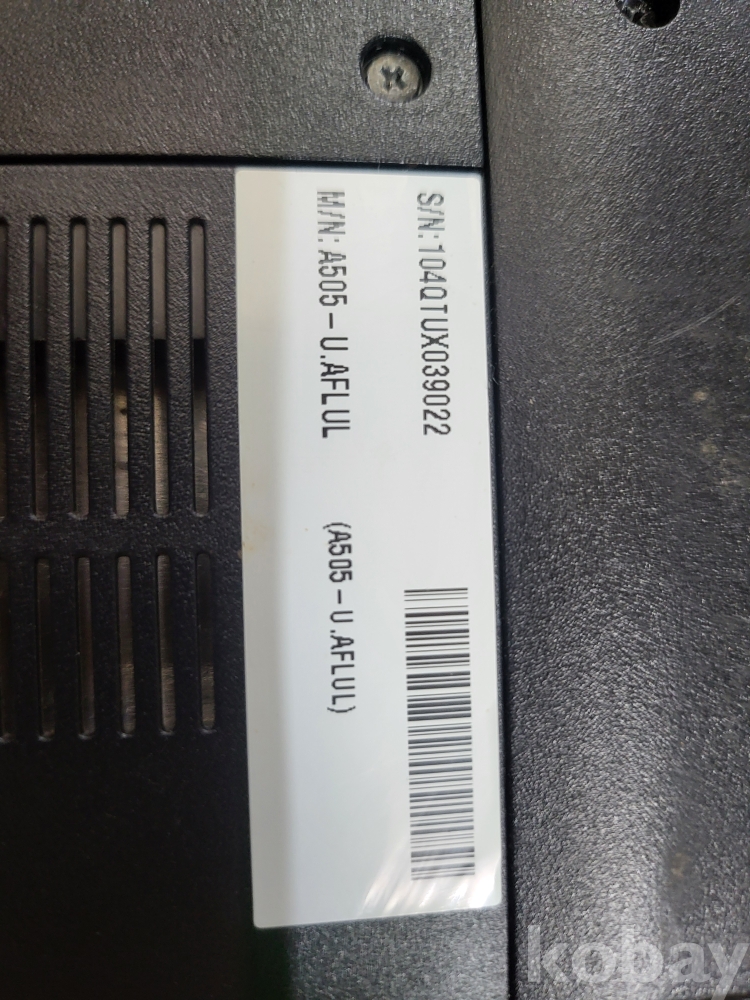 S/N:104QTUX039022
M/N:A505-U.AFLUL (A505-U.AFLUL)
kobay